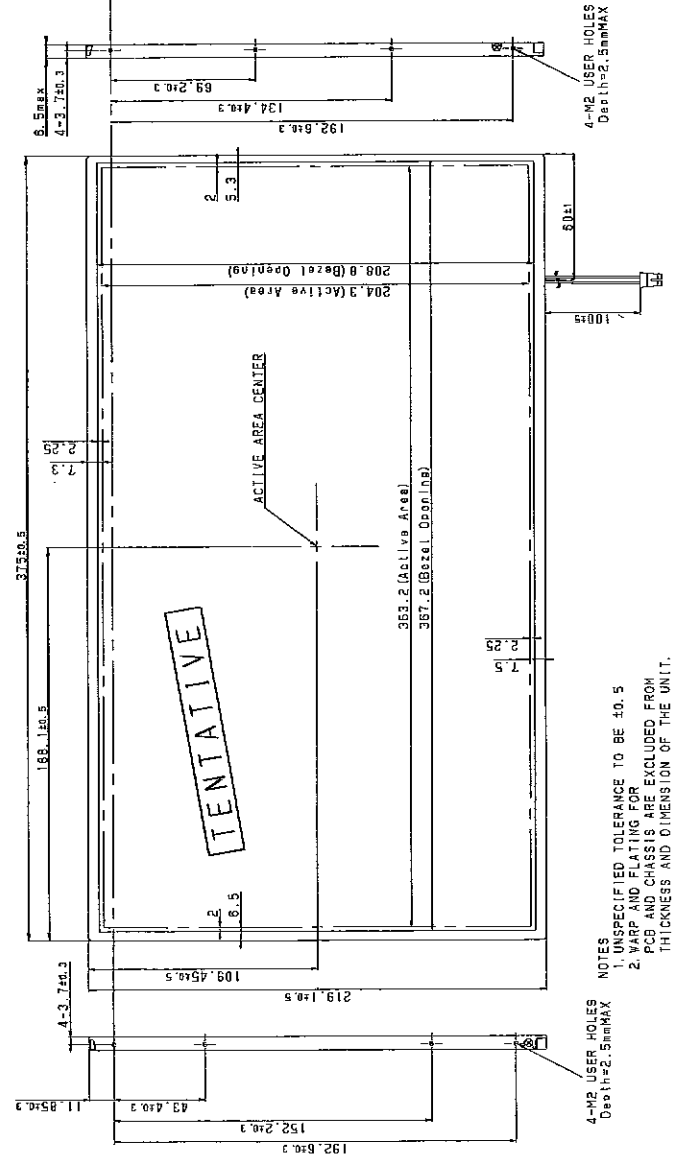 6.5max
4-3.7±0.3
69.2±0.3
134.4±0.3
192.6±0.3
4-M2 USER HOLES
Depth=2.5mmMAX
375±0.5
188.1±0.5
7.3
2.25
2
5.3
208.8(Bezel Opening)
204.3(Active Area)
60±1
100±5
ACTIVE AREA CENTER
363.2(Active Area)
367.2(Bezel Opening)
TENTATIVE
2
6.5
7.5
2.25
109.45±0.5
219.1±0.5
4-3.7±0.3
11.85±0.3
43.4±0.3
152.2±0.3
192.6±0.3
4-M2 USER HOLES
Depth=2.5mmMAX
NOTES
1. UNSPECIFIED TOLERANCE TO BE ±0.5
2. WARP AND FLATING FOR
PCB AND CHASSIS ARE EXCLUDED FROM
THICKNESS AND DIMENSION OF THE UNIT.